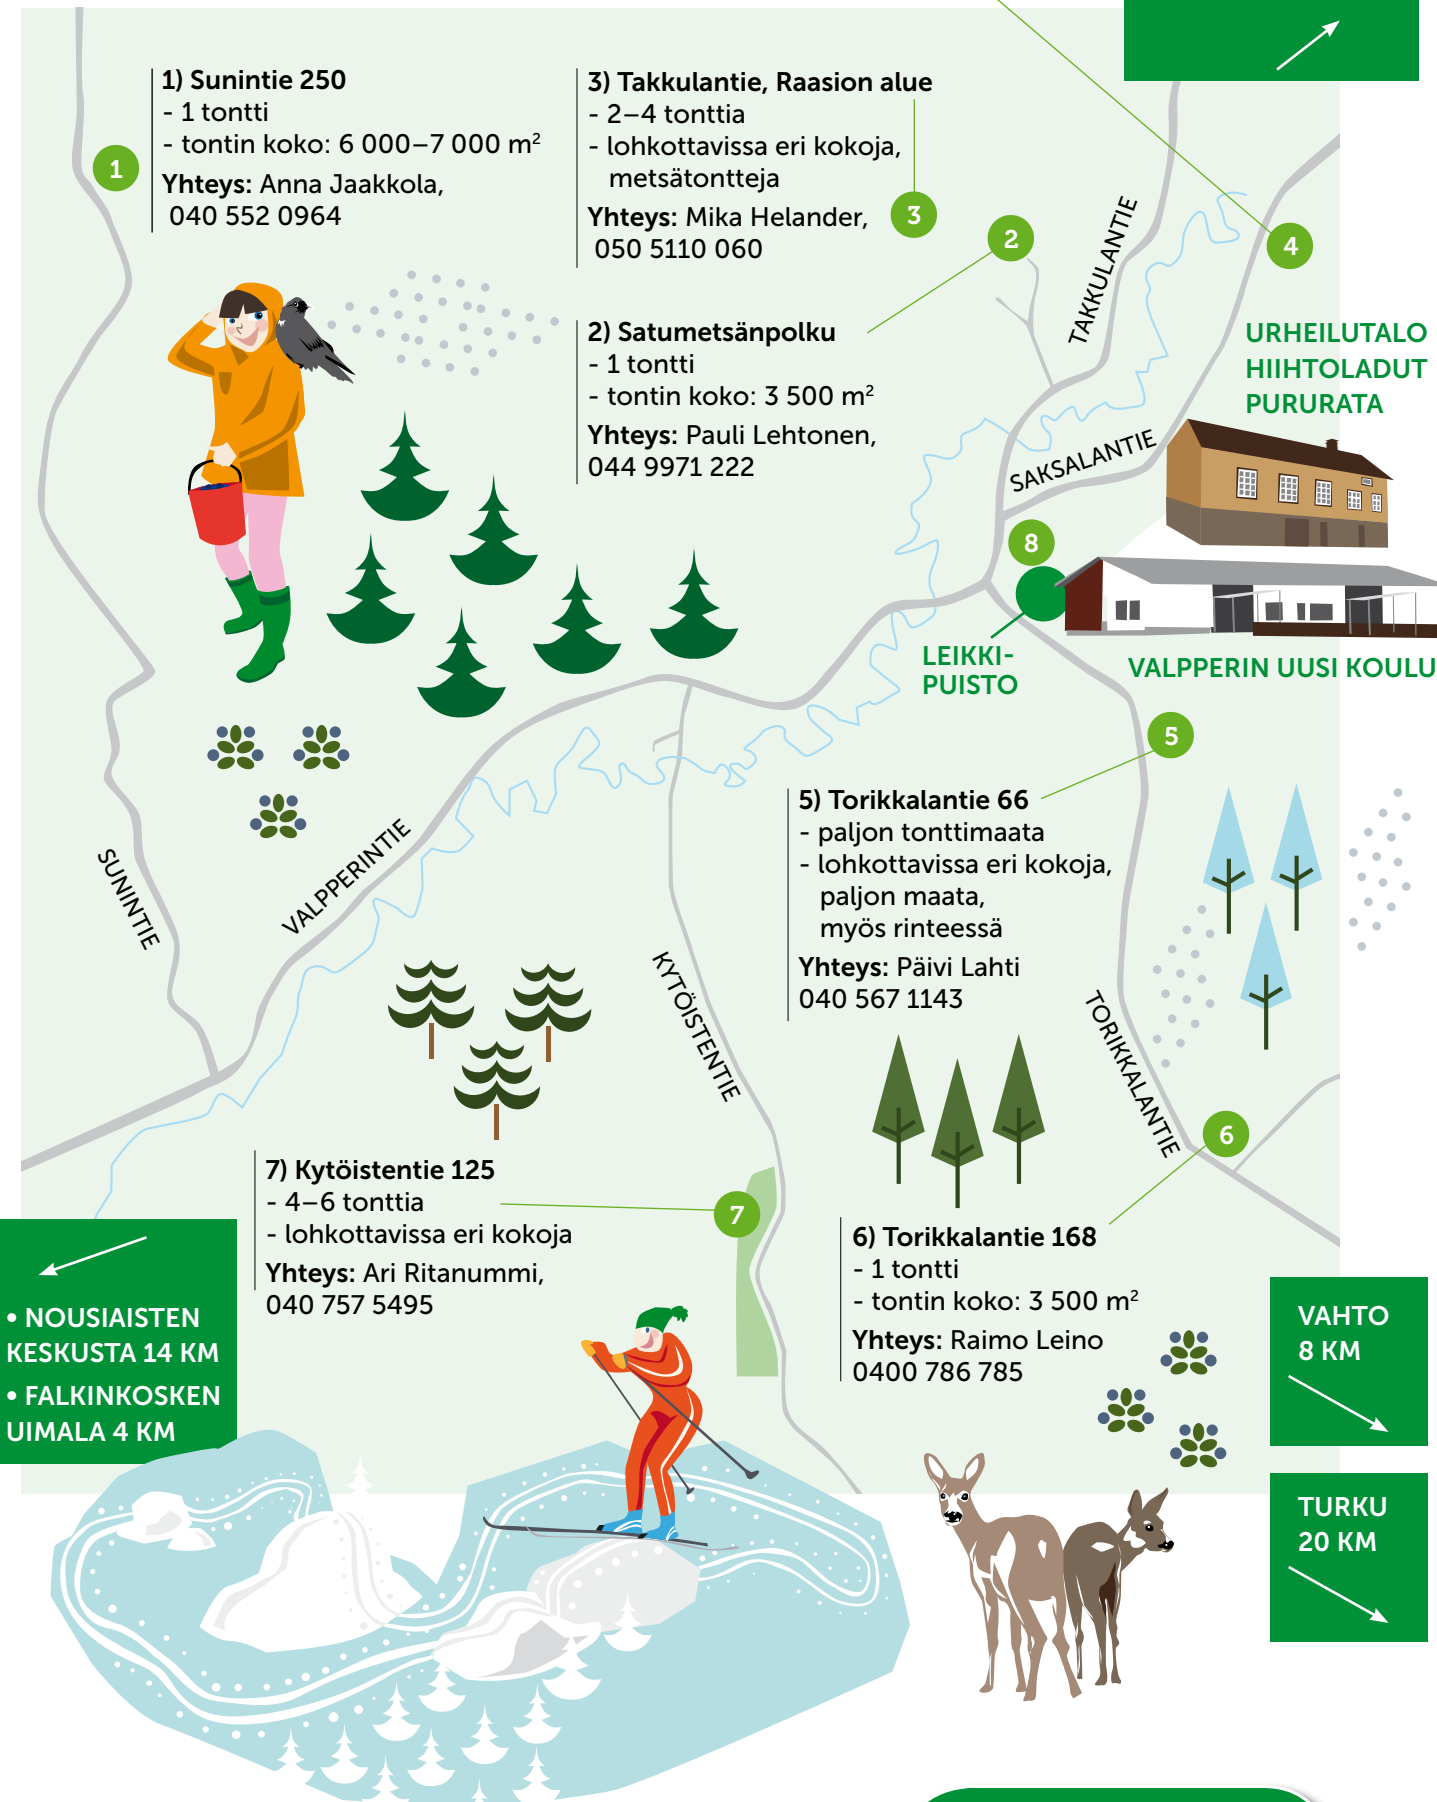 1) Sunintie 250
- 1 tontti
- tontin koko: 6 000–7 000 m²
Yhteys: Anna Jaakkola,
040 552 0964
1
3) Takkulantie, Raasion alue
- 2–4 tonttia
- lohkottavissa eri kokoja,
metsätontteja
Yhteys: Mika Helander,
050 5110 060
3
2
4
TAKKULANTIE
2) Satumetsänpolku
- 1 tontti
- tontin koko: 3 500 m²
Yhteys: Pauli Lehtonen,
044 9971 222
URHEILUTALO
HIIHTOLADUT
PURURATA
SAKSALANTIE
8
LEIKKI-
PUISTO
VALPPERIN UUSI KOULU
5
5) Torikkalantie 66
- paljon tonttimaata
- lohkottavissa eri kokoja,
paljon maata,
myös rinteessä
Yhteys: Päivi Lahti
040 567 1143
SUNINTIE
VALPPERINTIE
KYTÖISTENTIE
TORIKKALANTIE
6
7) Kytöistentie 125
- 4–6 tonttia
- lohkottavissa eri kokoja
Yhteys: Ari Ritanummi,
040 757 5495
7
6) Torikkalantie 168
- 1 tontti
- tontin koko: 3 500 m²
Yhteys: Raimo Leino
0400 786 785
• NOUSIAISTEN
KESKUSTA 14 KM
• FALKINKOSKEN
UIMALA 4 KM
VAHTO
8 KM
TURKU
20 KM